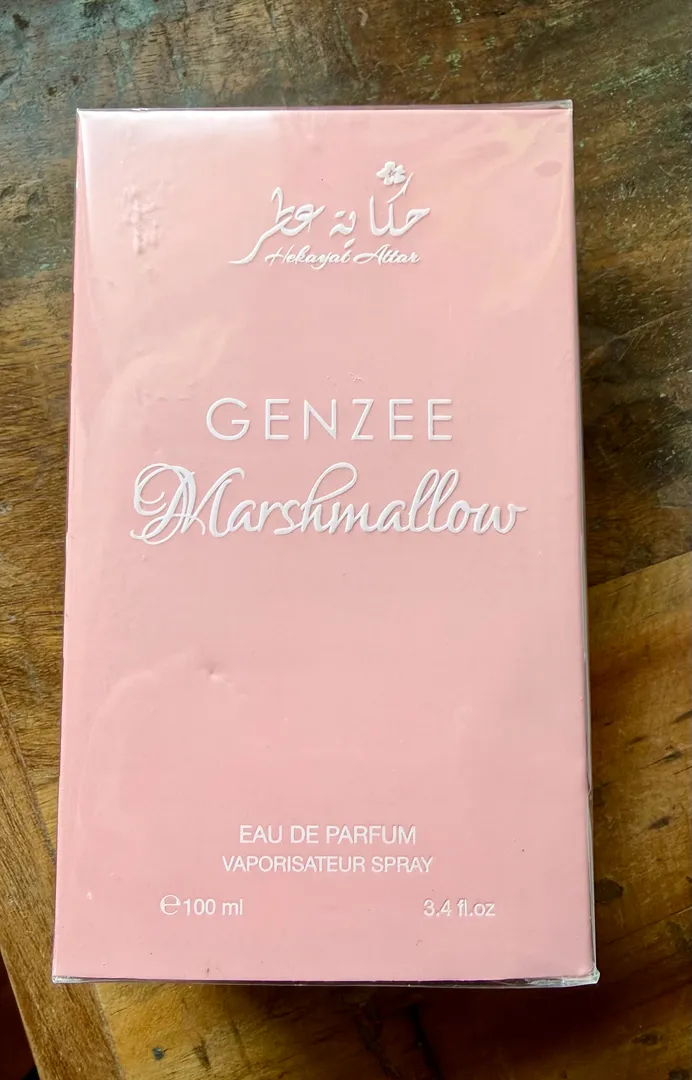 حكاية عطر
Hekayat Attar
GENZEE
Marshmallow
EAU DE PARFUM
VAPORISATEUR SPRAY
℮100 ml 3.4 fl.oz